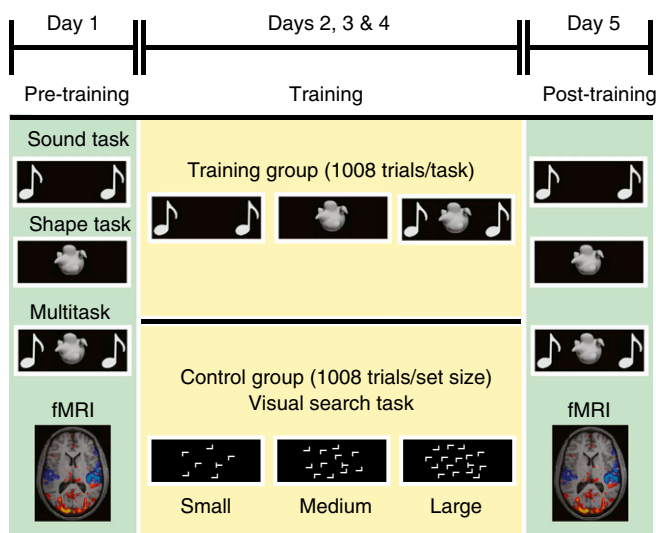 Day 1
Days 2, 3 & 4
Day 5
Pre-training
Training
Post-training
Sound task
Shape task
Multitask
fMRI
Training group (1008 trials/task)
Control group (1008 trials/set size)
Visual search task
Small
Medium
Large
fMRI